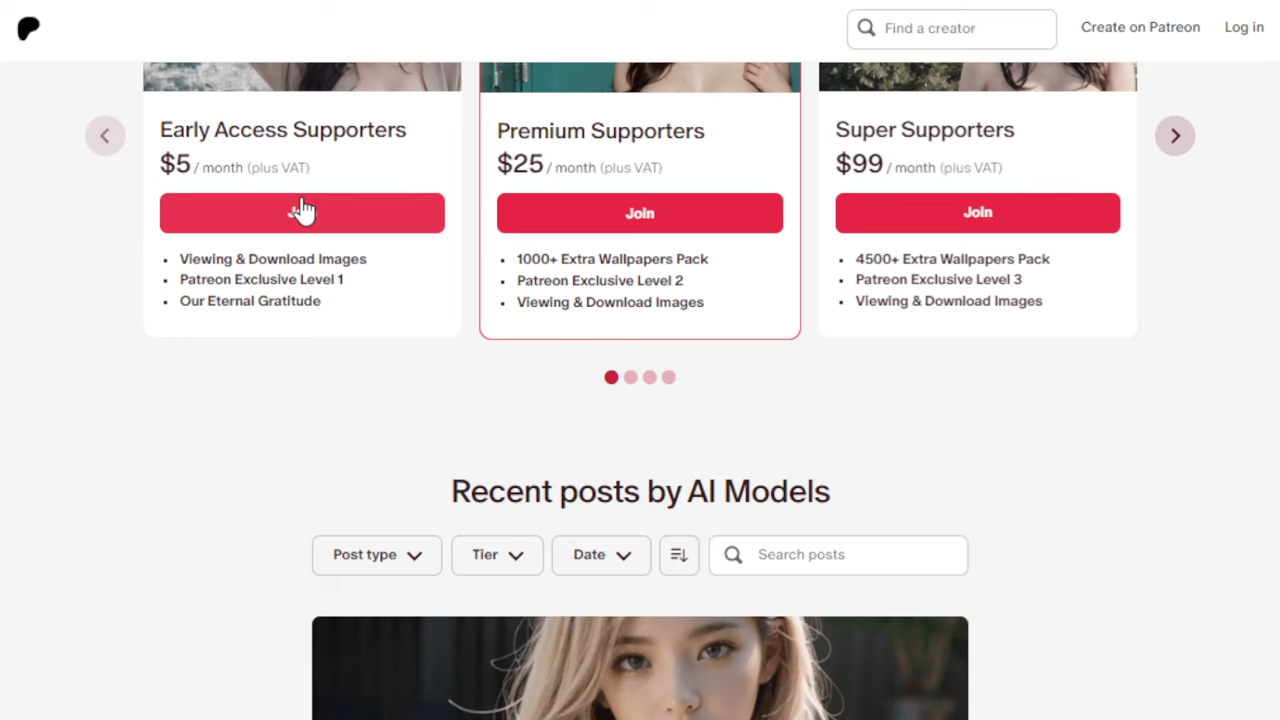 Find a creator
Create on Patreon
Log in
Early Access Supporters
$5 / month (plus VAT)
Viewing & Download Images
Patreon Exclusive Level 1
Our Eternal Gratitude
Premium Supporters
$25 / month (plus VAT)
Join
1000+ Extra Wallpapers Pack
Patreon Exclusive Level 2
Viewing & Download Images
Super Supporters
$99 / month (plus VAT)
Join
4500+ Extra Wallpapers Pack
Patreon Exclusive Level 3
Viewing & Download Images
Recent posts by AI Models
Post type
Tier
Date
Search posts